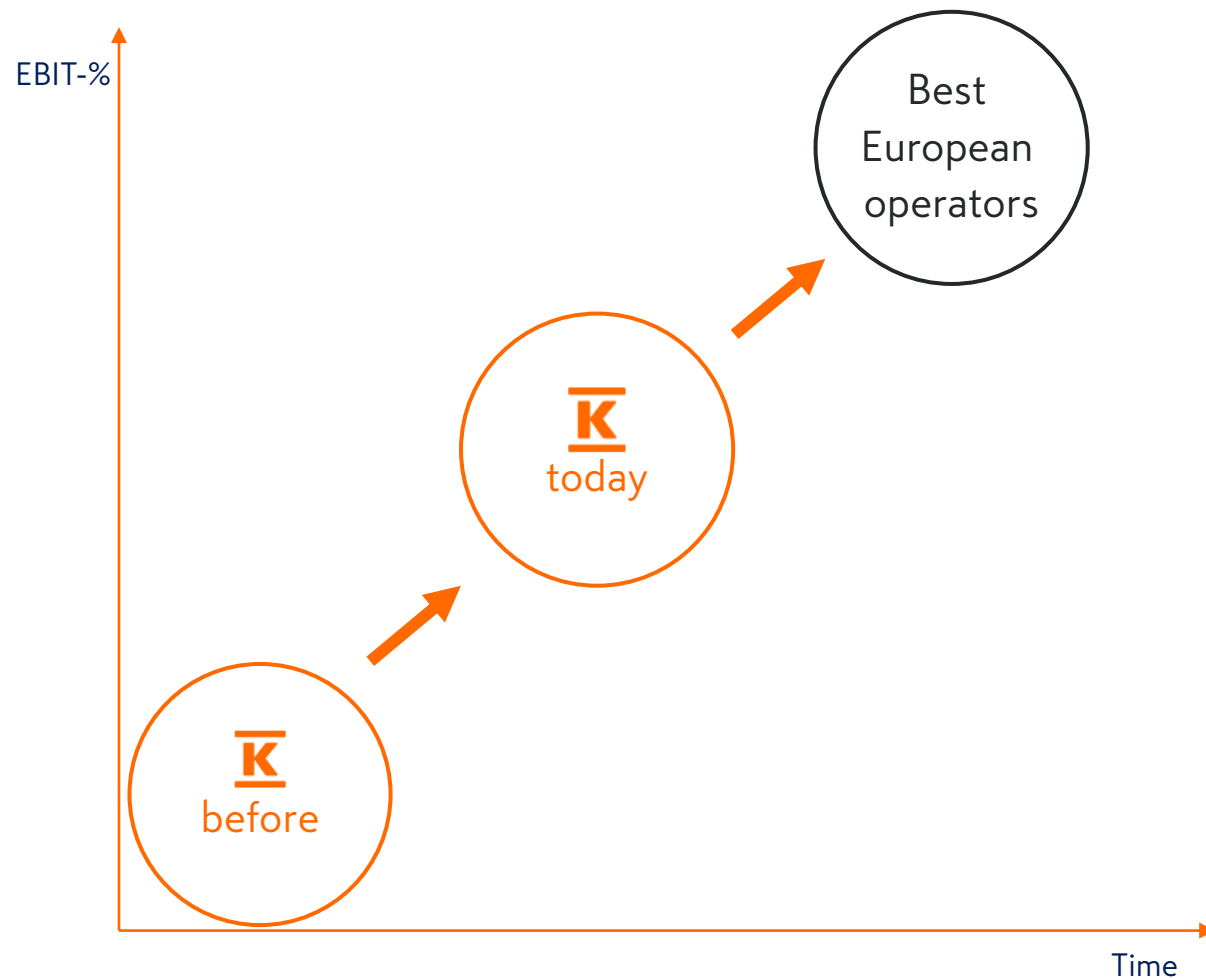 EBIT-%
Best
European
operators
K
today
K
before
Time